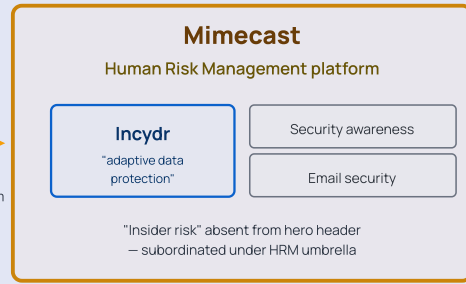 Mimecast
Human Risk Management platform
Incydr
"adaptive data
protection"
Security awareness
Email security
"Insider risk" absent from hero header
— subordinated under HRM umbrella